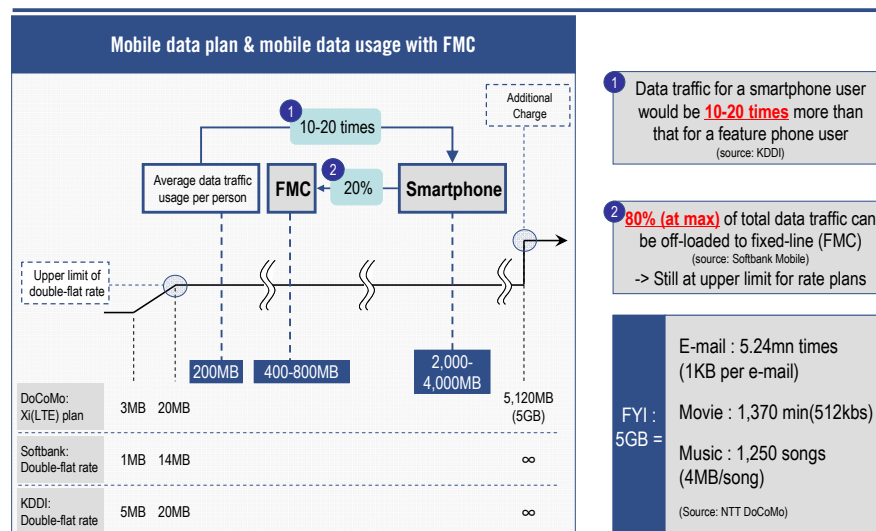 Mobile data plan & mobile data usage with FMC
Additional
Charge
1
10-20 times
2
Average data traffic
usage per person
FMC
20%
Smartphone
Upper limit of
double-flat rate
200MB
400-800MB
2,000-
4,000MB
DoCoMo:
Xi(LTE) plan
3MB 20MB
5,120MB
(5GB)
Softbank:
Double-flat rate
1MB 14MB
∞
KDDI:
Double-flat rate
5MB 20MB
∞
1
Data traffic for a smartphone user
would be 10-20 times more than
that for a feature phone user
(source: KDDI)
2
80% (at max) of total data traffic can
be off-loaded to fixed-line (FMC)
(source: Softbank Mobile)
-> Still at upper limit for rate plans
FYI :
5GB =
E-mail : 5.24mn times
(1KB per e-mail)
Movie : 1,370 min(512kbs)
Music : 1,250 songs
(4MB/song)
(Source: NTT DoCoMo)